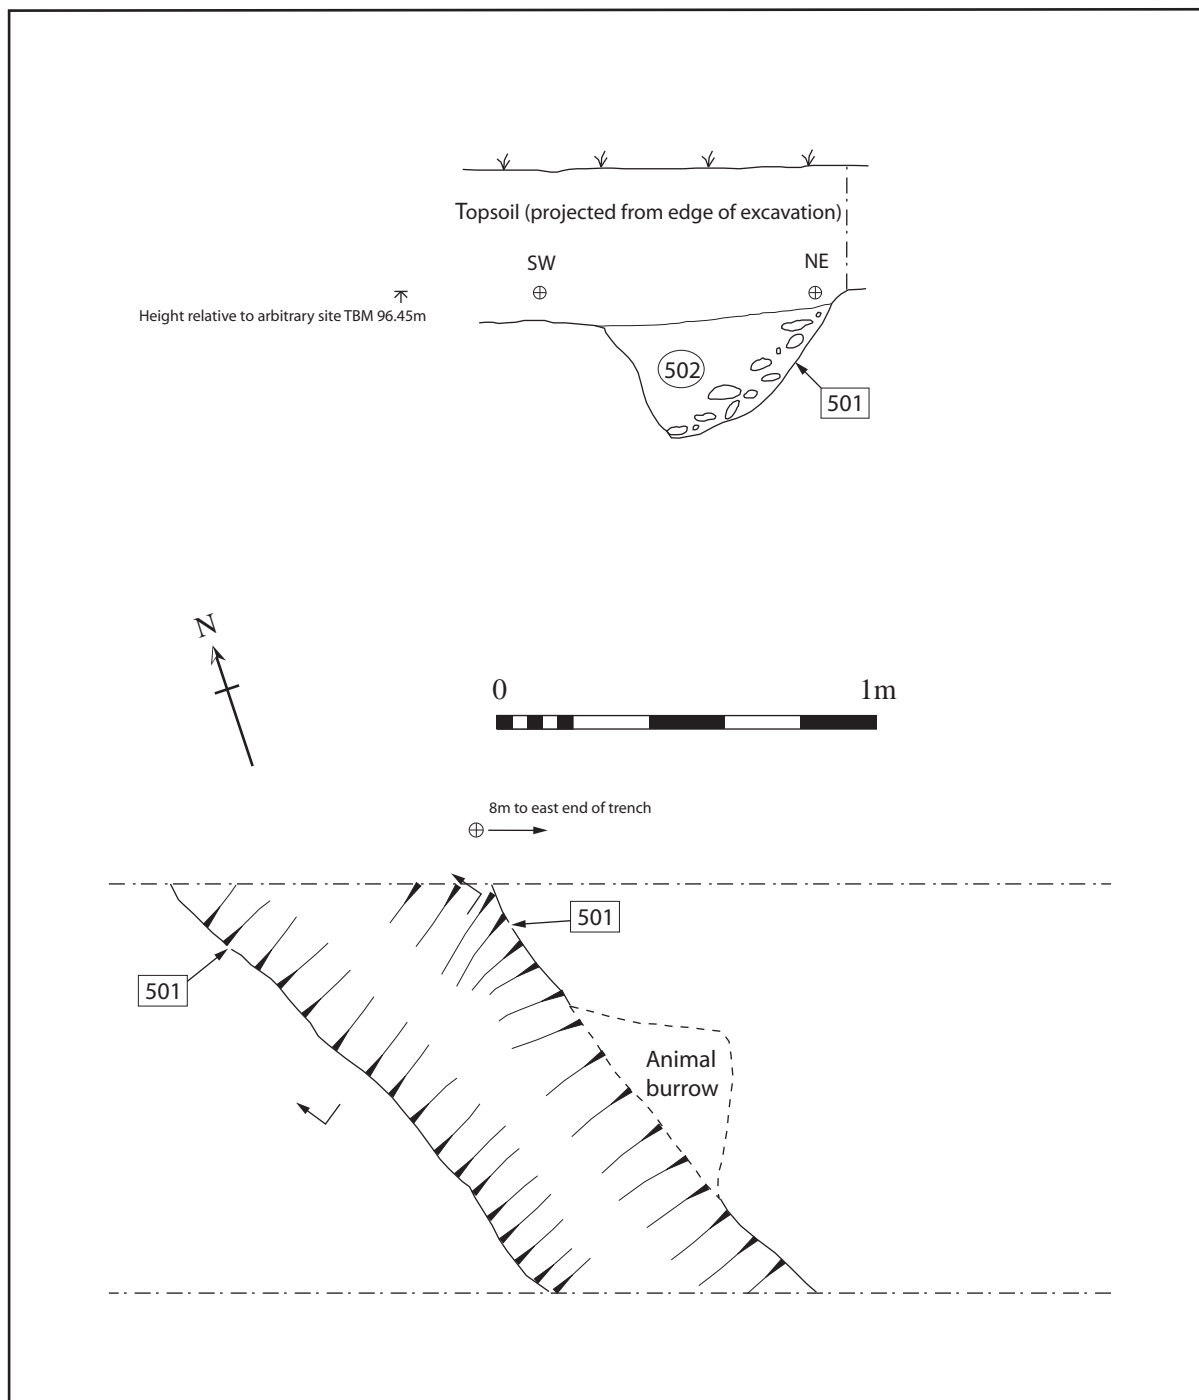 Topsoil (projected from edge of excavation)
SW
NE
Height relative to arbitrary site TBM 96.45m
502
501
N
0
1m
8m to east end of trench
501
501
Animal
burrow